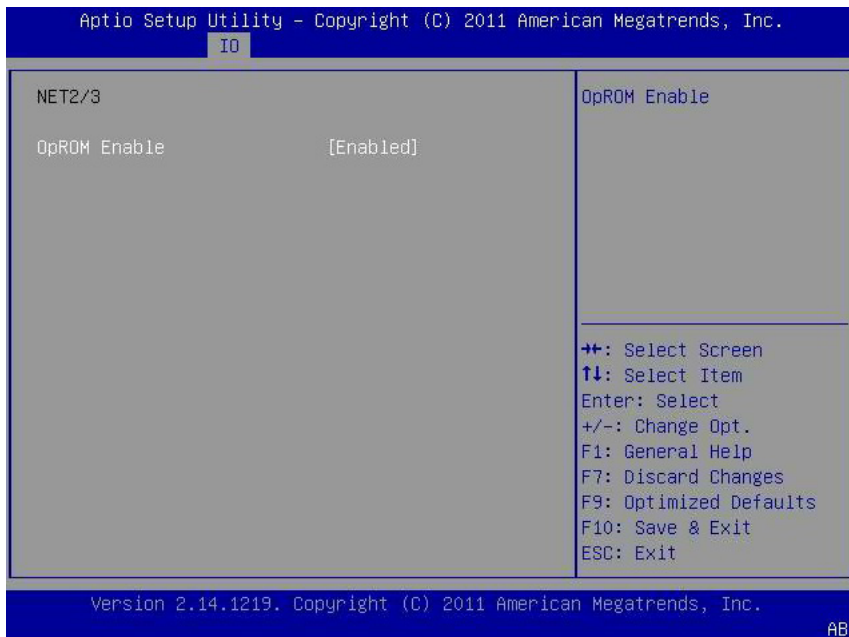 Aptio Setup Utility – Copyright (C) 2011 American Megatrends, Inc.
IO
NET2/3
OpROM Enable [Enabled]
OpROM Enable
→←: Select Screen
↑↓: Select Item
Enter: Select
+/-: Change Opt.
F1: General Help
F7: Discard Changes
F9: Optimized Defaults
F10: Save & Exit
ESC: Exit
Version 2.14.1219. Copyright (C) 2011 American Megatrends, Inc.
AB